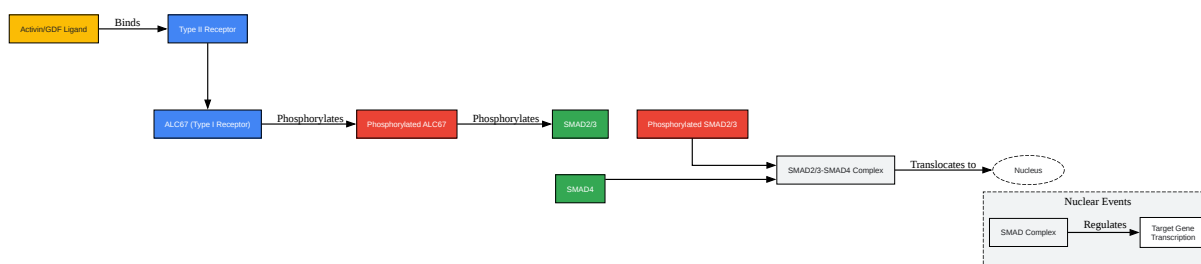 Activin/GDF Ligand
Binds
Type II Receptor
ALC67 (Type I Receptor)
Phosphorylates
Phosphorylated ALC67
Phosphorylates
SMAD2/3
Phosphorylated SMAD2/3
SMAD4
SMAD2/3-SMAD4 Complex
Translocates to
Nucleus
Nuclear Events
SMAD Complex
Regulates
Target Gene
Transcription